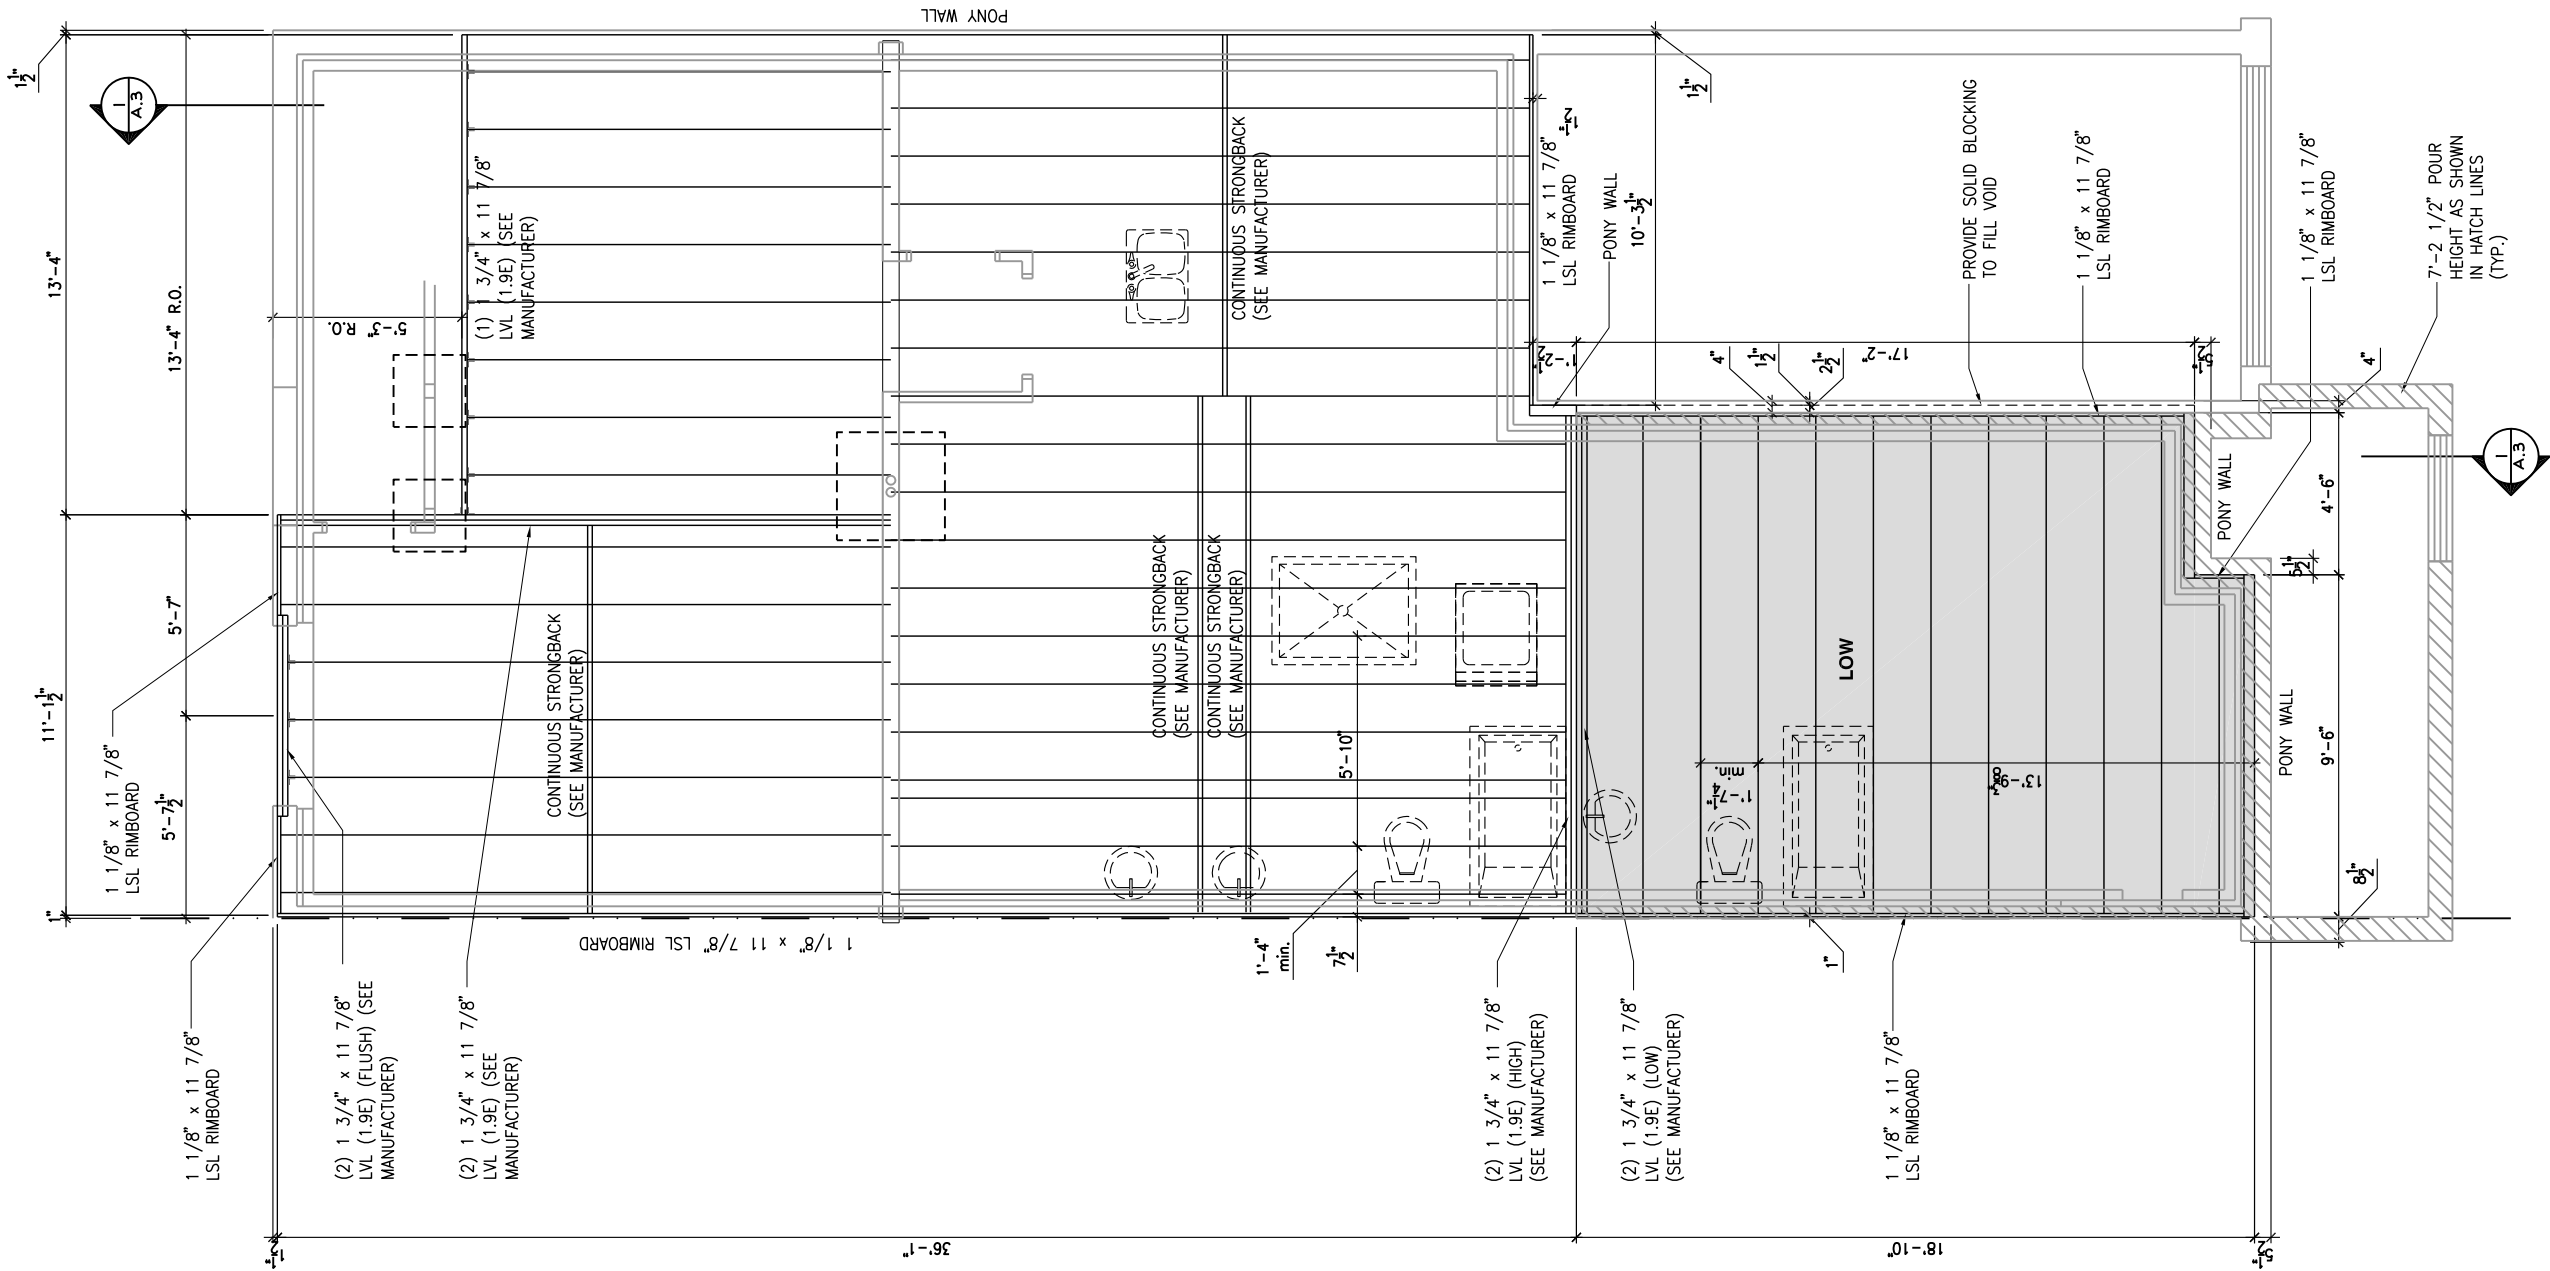 PONY WALL
1 1/2"
1
A.3
13'-4"
13'-4" R.O.
5'-3" R.O.
(1) 1 3/4" x 11 7/8"
LVL (1.9E) (SEE
MANUFACTURER)
CONTINUOUS STRONGBACK
(SEE MANUFACTURER)
1 1/2"
1 1/8" x 11 7/8"
LSL RIMBOARD
PONY WALL
10'-3 1/2"
1 1/2"
PROVIDE SOLID BLOCKING
TO FILL VOID
1 1/8" x 11 7/8"
LSL RIMBOARD
1 1/8" x 11 7/8"
LSL RIMBOARD
7'-2 1/2" POUR
HEIGHT AS SHOWN
IN HATCH LINES
(TYP.)
1'-2 1/2"
4"
1 1/2"
2 1/2"
17'-2"
5 1/2"
4"
11'-1 1/2"
5'-7"
5'-7 1/2"
1"
1 1/8" x 11 7/8"
LSL RIMBOARD
CONTINUOUS STRONGBACK
(SEE MANUFACTURER)
CONTINUOUS STRONGBACK
(SEE MANUFACTURER)
CONTINUOUS STRONGBACK
(SEE MANUFACTURER)
5'-10"
1'-4"
min.
7 1/2"
LOW
1'-7 1/4"
min.
13'-9 3/8"
PONY WALL
PONY WALL
5 1/2"
4'-6"
9'-6"
8 1/2"
1
A.3
1"
1 1/8" x 11 7/8" LSL RIMBOARD
1 1/8" x 11 7/8"
LSL RIMBOARD
(2) 1 3/4" x 11 7/8"
LVL (1.9E) (FLUSH) (SEE
MANUFACTURER)
(2) 1 3/4" x 11 7/8"
LVL (1.9E) (SEE
MANUFACTURER)
(2) 1 3/4" x 11 7/8"
LVL (1.9E) (HIGH)
(SEE MANUFACTURER)
(2) 1 3/4" x 11 7/8"
LVL (1.9E) (LOW)
(SEE MANUFACTURER)
1 1/8" x 11 7/8"
LSL RIMBOARD
1 1/2"
36'-1"
18'-10"
5 1/2"